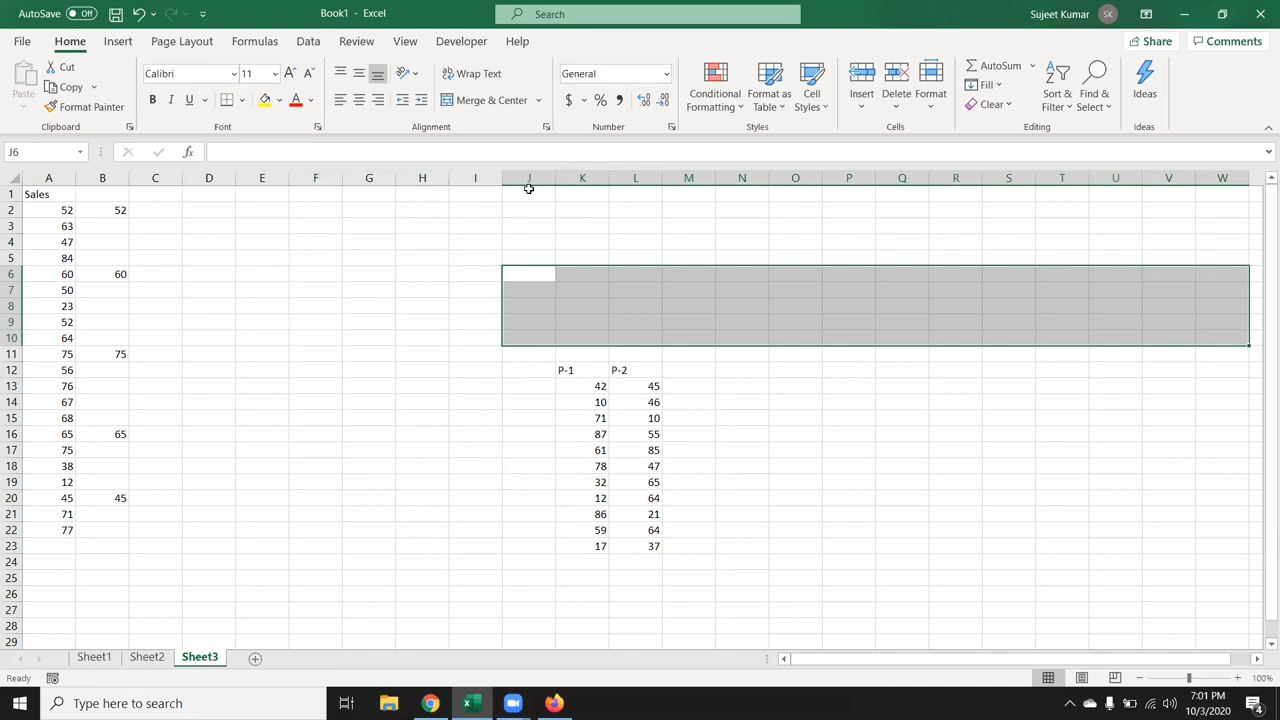 AutoSave Off Book1 - Excel Search Sujeet Kumar SK
File Home Insert Page Layout Formulas Data Review View Developer Help Share Comments
Paste Cut Copy Format Painter Clipboard
Calibri 11 A A B I U A Font
Wrap Text Merge & Center Alignment
General $ % , Number
Conditional Formatting Format as Table Cell Styles Styles
Insert Delete Format Cells
AutoSum Fill Clear Sort & Filter Find & Select Editing
Ideas Ideas
J6 fx
A B C D E F G H I J K L M N O P Q R S T U V W
1 Sales
2 52 52
3 63
4 47
5 84
6 60 60
7 50
8 23
9 52
10 64
11 75 75
12 56 P-1 P-2
13 76 42 45
14 67 10 46
15 68 71 10
16 65 65 87 55
17 75 61 85
18 38 78 47
19 12 32 65
20 45 45 12 64
21 71 86 21
22 77 59 64
23 17 37
24
25
26
27
28
29
Sheet1 Sheet2 Sheet3
Ready 100%
Type here to search 7:01 PM
10/3/2020